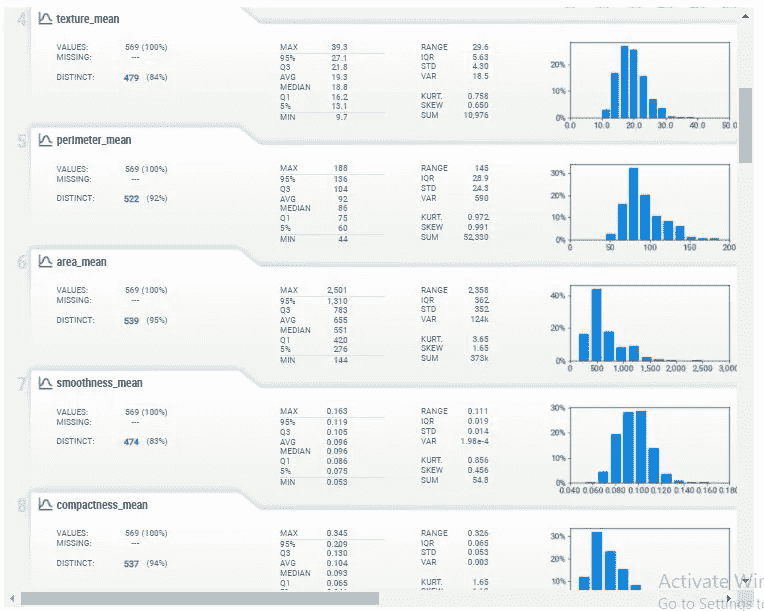 4 texture_mean
VALUES: 569 (100%) MAX 39.3 RANGE 29.6
MISSING: --- 95% 27.1 IQR 5.63
Q3 21.8 STD 4.30
DISTINCT: 479 (84%) AVG 19.3 VAR 18.5
MEDIAN 18.8
Q1 16.2 KURT. 0.758
5% 13.1 SKEW 0.650
MIN 9.7 SUM 10,976
20%
10%
0%
0.0 10.0 20.0 30.0 40.0 50.0
5 perimeter_mean
VALUES: 569 (100%) MAX 188 RANGE 145
MISSING: --- 95% 136 IQR 28.9
Q3 104 STD 24.3
DISTINCT: 522 (92%) AVG 92 VAR 590
MEDIAN 86
Q1 75 KURT. 0.972
5% 60 SKEW 0.991
MIN 44 SUM 52,330
30%
20%
10%
0%
0 50 100 150 200
6 area_mean
VALUES: 569 (100%) MAX 2,501 RANGE 2,358
MISSING: --- 95% 1,310 IQR 362
Q3 783 STD 352
DISTINCT: 539 (95%) AVG 655 VAR 124k
MEDIAN 551
Q1 420 KURT. 3.65
5% 276 SKEW 1.65
MIN 144 SUM 373k
40%
20%
0%
0 500 1,000 1,500 2,000 2,500 3,000
7 smoothness_mean
VALUES: 569 (100%) MAX 0.163 RANGE 0.111
MISSING: --- 95% 0.119 IQR 0.019
Q3 0.105 STD 0.014
DISTINCT: 474 (83%) AVG 0.096 VAR 1.98e-4
MEDIAN 0.096
Q1 0.086 KURT. 0.856
5% 0.075 SKEW 0.456
MIN 0.053 SUM 54.8
30%
20%
10%
0%
0.040 0.060 0.080 0.100 0.120 0.140 0.160 0.180
8 compactness_mean
VALUES: 569 (100%) MAX 0.345 RANGE 0.326
MISSING: --- 95% 0.209 IQR 0.065
Q3 0.130 STD 0.053
DISTINCT: 537 (94%) AVG 0.104 VAR 0.003
MEDIAN 0.093
Q1 0.065 KURT. 1.65
30%
20%
10%
Activate Win
Go to Settings to